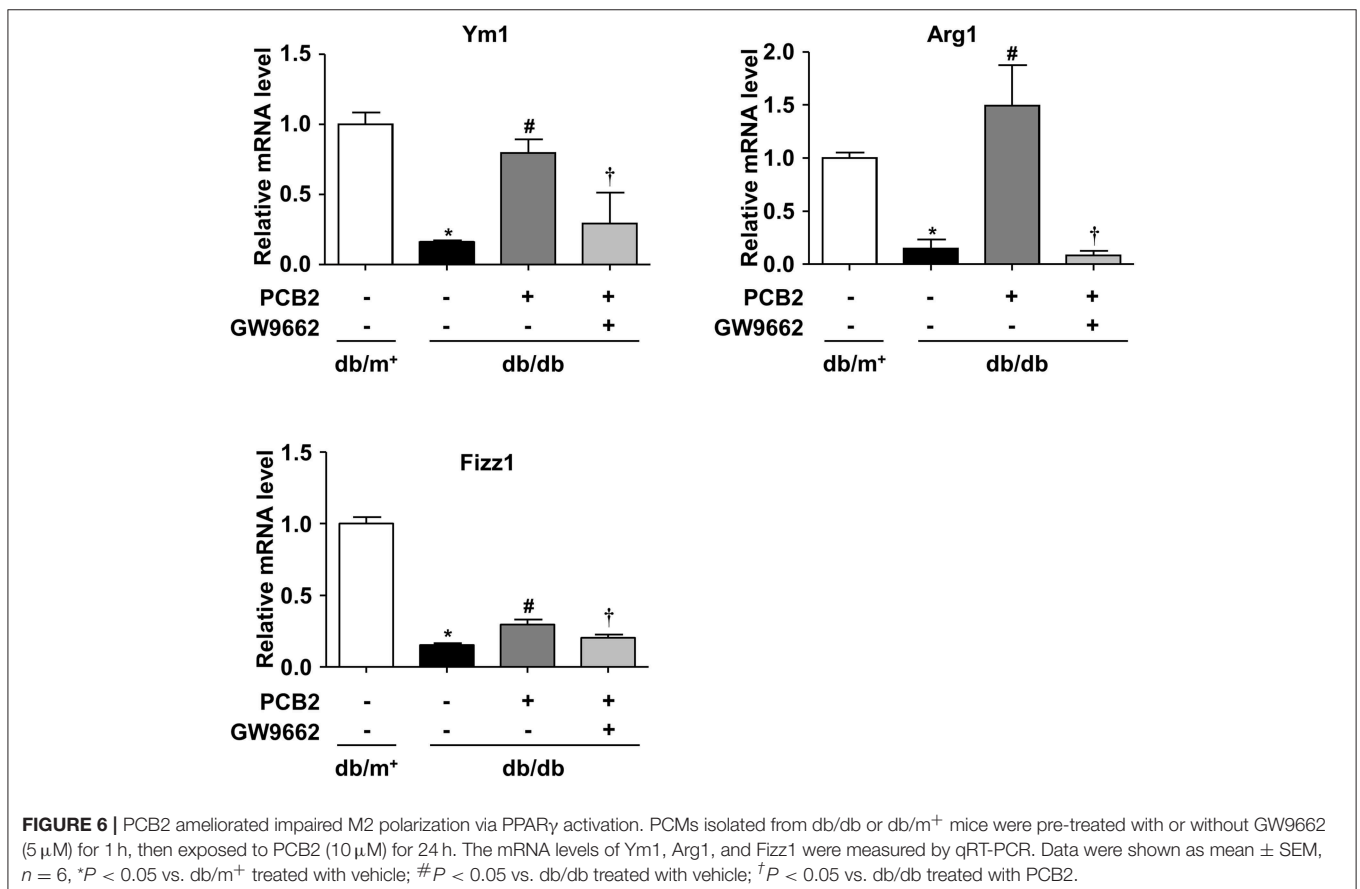 Ym1
Relative mRNA level
1.5
1.0
0.5
0.0
*
#
†
PCB2 - - + +
GW9662 - - - +
db/m+ db/db
Arg1
Relative mRNA level
2.0
1.5
1.0
0.5
0.0
*
#
†
PCB2 - - + +
GW9662 - - - +
db/m+ db/db
Fizz1
Relative mRNA level
1.5
1.0
0.5
0.0
*
#
†
PCB2 - - + +
GW9662 - - - +
db/m+ db/db
FIGURE 6 | PCB2 ameliorated impaired M2 polarization via PPARγ activation. PCMs isolated from db/db or db/m+ mice were pre-treated with or without GW9662
(5 μM) for 1 h, then exposed to PCB2 (10 μM) for 24 h. The mRNA levels of Ym1, Arg1, and Fizz1 were measured by qRT-PCR. Data were shown as mean ± SEM,
n = 6, *P < 0.05 vs. db/m+ treated with vehicle; #P < 0.05 vs. db/db treated with vehicle; †P < 0.05 vs. db/db treated with PCB2.